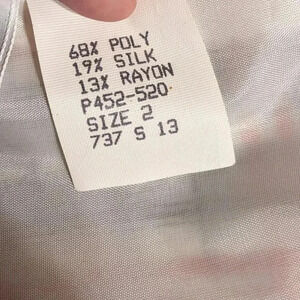 68% POLY
19% SILK
13% RAYON
P452-520
SIZE 2
737 S 13